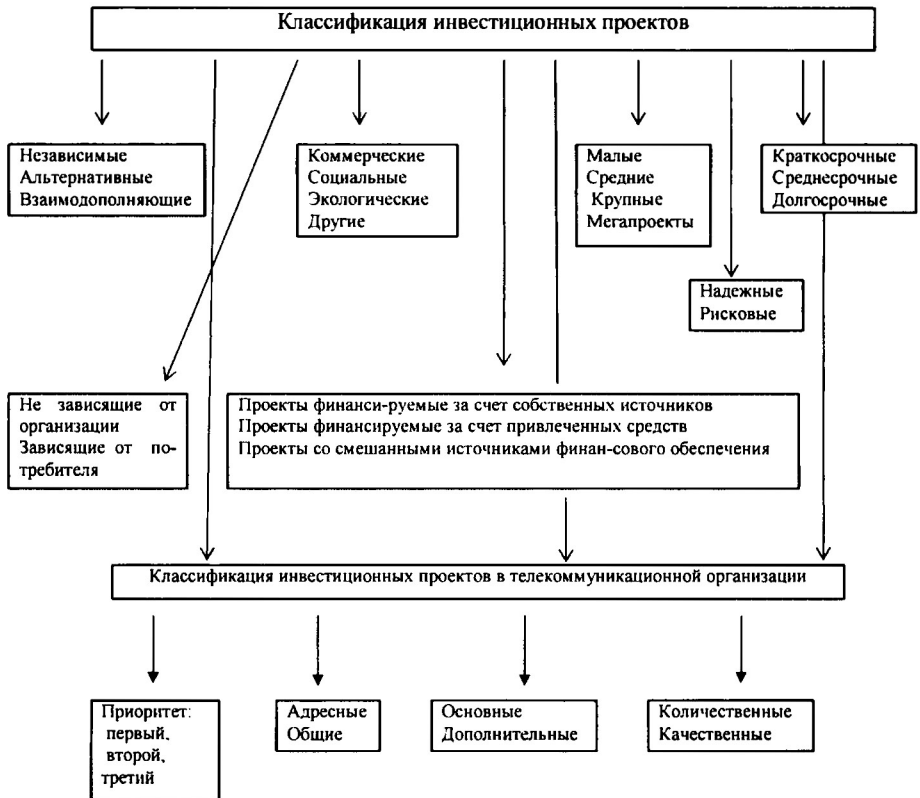 Классификация инвестиционных проектов
Независимые
Альтернативные
Взаимодополняющие
Коммерческие
Социальные
Экологические
Другие
Малые
Средние
Крупные
Мегапроекты
Краткосрочные
Среднесрочные
Долгосрочные
Надежные
Рисковые
Не зависящие от
организации
Зависящие от по-
требителя
Проекты финанси-руемые за счет собственных источников
Проекты финансируемые за счет привлеченных средств
Проекты со смешанными источниками финан-сового обеспечения
Классификация инвестиционных проектов в телекоммуникационной организации
Приоритет:
первый,
второй,
третий
Адресные
Общие
Основные
Дополнительные
Количественные
Качественные